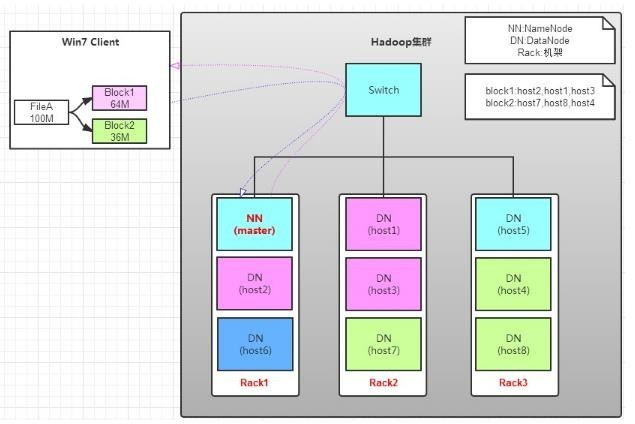 Win7 Client
FileA
100M
Block1
64M
Block2
36M
Hadoop集群
NN:NameNode
DN:DataNode
Rack:机架
block1:host2,host1,host3
block2:host7,host8,host4
Switch
NN
(master)
DN
(host2)
DN
(host6)
Rack1
DN
(host1)
DN
(host3)
DN
(host7)
Rack2
DN
(host5)
DN
(host4)
DN
(host8)
Rack3